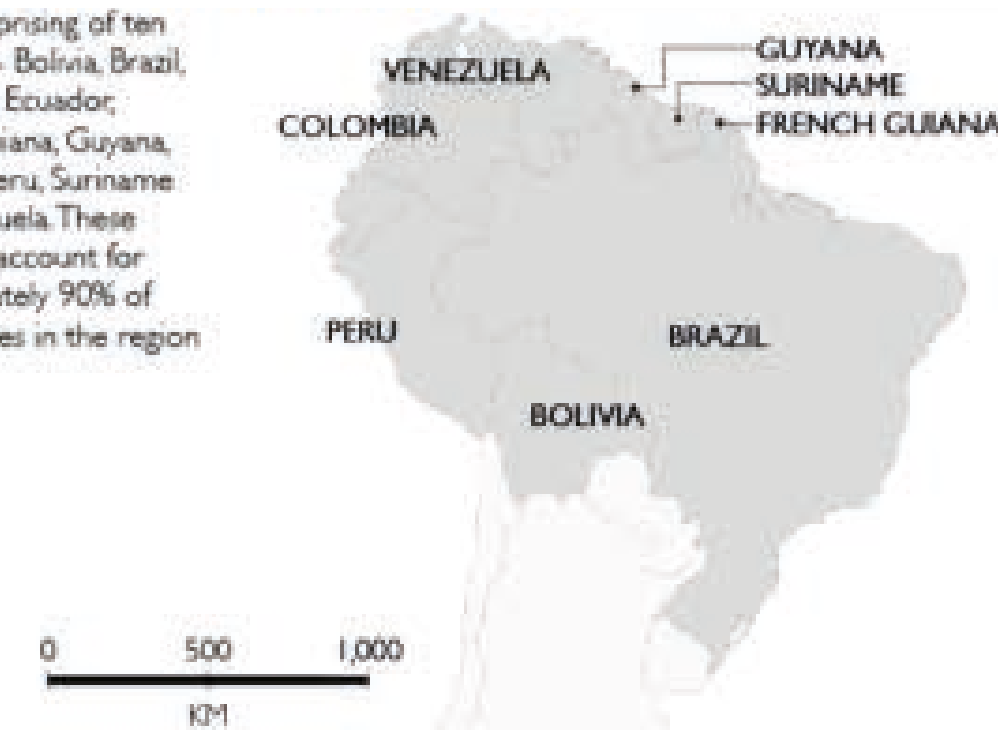 prising of ten
Bolivia, Brazil,
Ecuador,
iana, Guyana,
eru, Suriname
uela. These
account for
tely 90% of
es in the region
VENEZUELA
COLOMBIA
GUYANA
SURINAME
FRENCH GUIANA
PERU
BRAZIL
BOLIVIA
0 500 1,000
KM